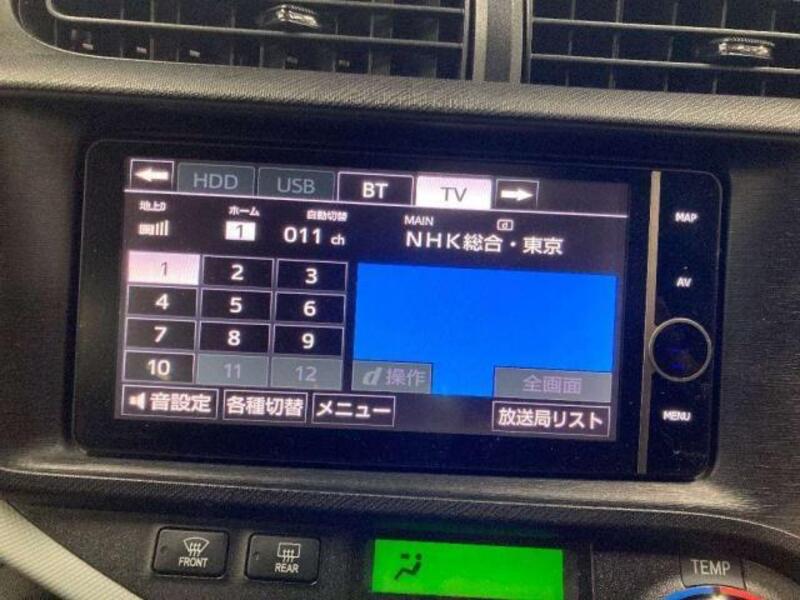 HDD USB BT TV
地上D ホーム 自動切替 MAIN d
1 011 ch NHK総合・東京
1 2 3
4 5 6
7 8 9
10 11 12
d操作 全画面
音設定 各種切替 メニュー 放送局リスト
MAP
AV
MENU
FRONT REAR TEMP